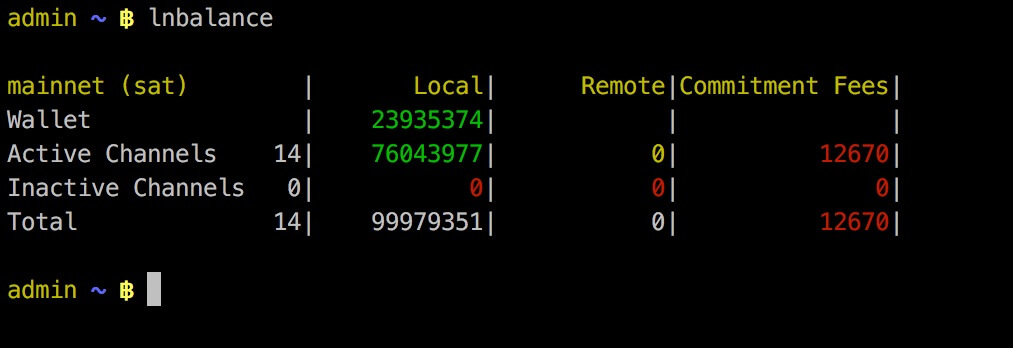 admin ~ ฿ lnbalance
mainnet (sat) | Local| Remote|Commitment Fees|
Wallet | 23935374| | |
Active Channels 14| 76043977| 0| 12670|
Inactive Channels 0| 0| 0| 0|
Total 14| 99979351| 0| 12670|
admin ~ ฿